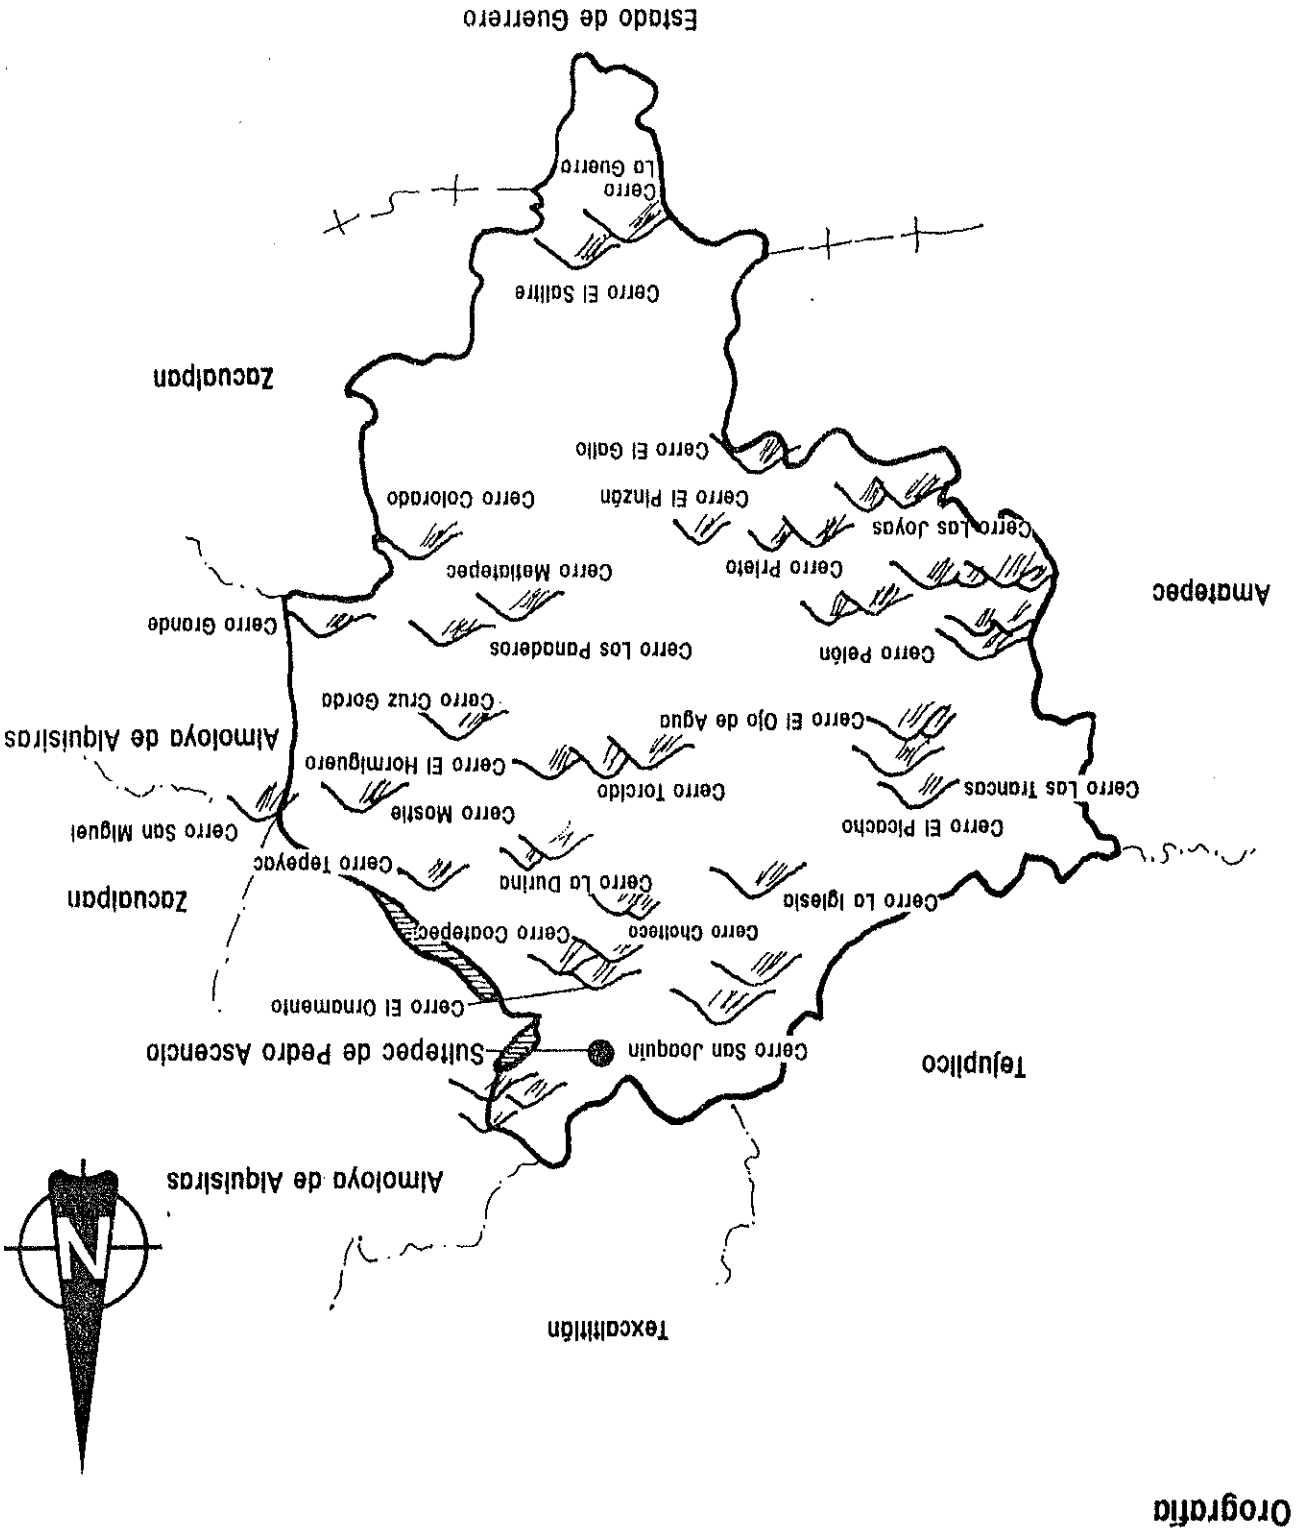 Orografía
Texcaltitlán
N
Almoloya de Alquisiras
Tejupilco
Cerro San Joaquín
Sultepec de Pedro Ascencio
Cerro El Ornamento
Cerro Cholteco
Cerro Coatepec
Cerro La Iglesia
Zacualpan
Cerro La Durina
Cerro Tepeyac
Cerro El Picacho
Cerro San Miguel
Cerro Mostle
Cerro Las Trancas
Cerro Torcido
Cerro El Hormiguero
Almoloya de Alquisiras
Cerro El Ojo de Agua
Cerro Cruz Gorda
Cerro Pelón
Cerro Los Panaderos
Cerro Grande
Amatepec
Cerro Prieto
Cerro Metlatepec
Cerro Las Joyas
Cerro El Pinzán
Cerro Colorado
Cerro El Gallo
Zacualpan
Cerro El Salitre
Cerro
La Guerra
Estado de Guerrero